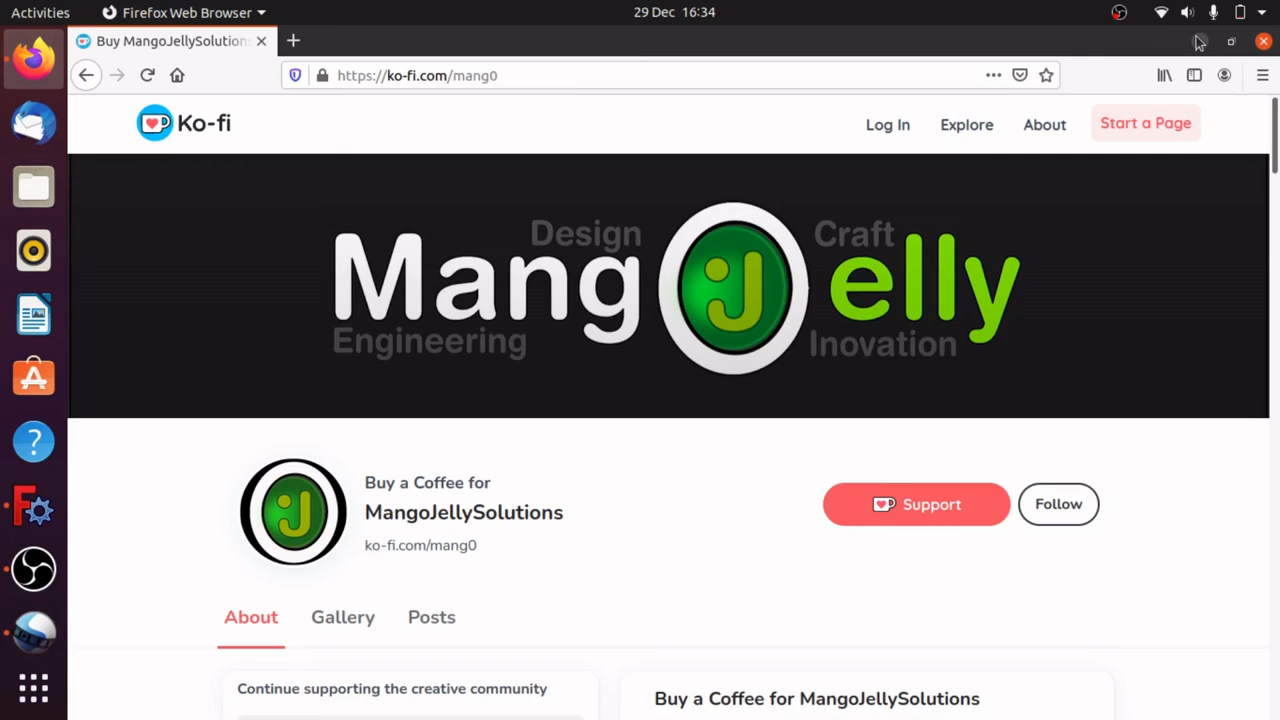 Activities Firefox Web Browser 29 Dec 16:34
Buy MangoJellySolutions
https://ko-fi.com/mang0
Ko-fi Log In Explore About Start a Page
Design Craft
Mang J elly
Engineering Inovation
Buy a Coffee for
MangoJellySolutions
ko-fi.com/mang0
Support Follow
About Gallery Posts
Continue supporting the creative community
Buy a Coffee for MangoJellySolutions